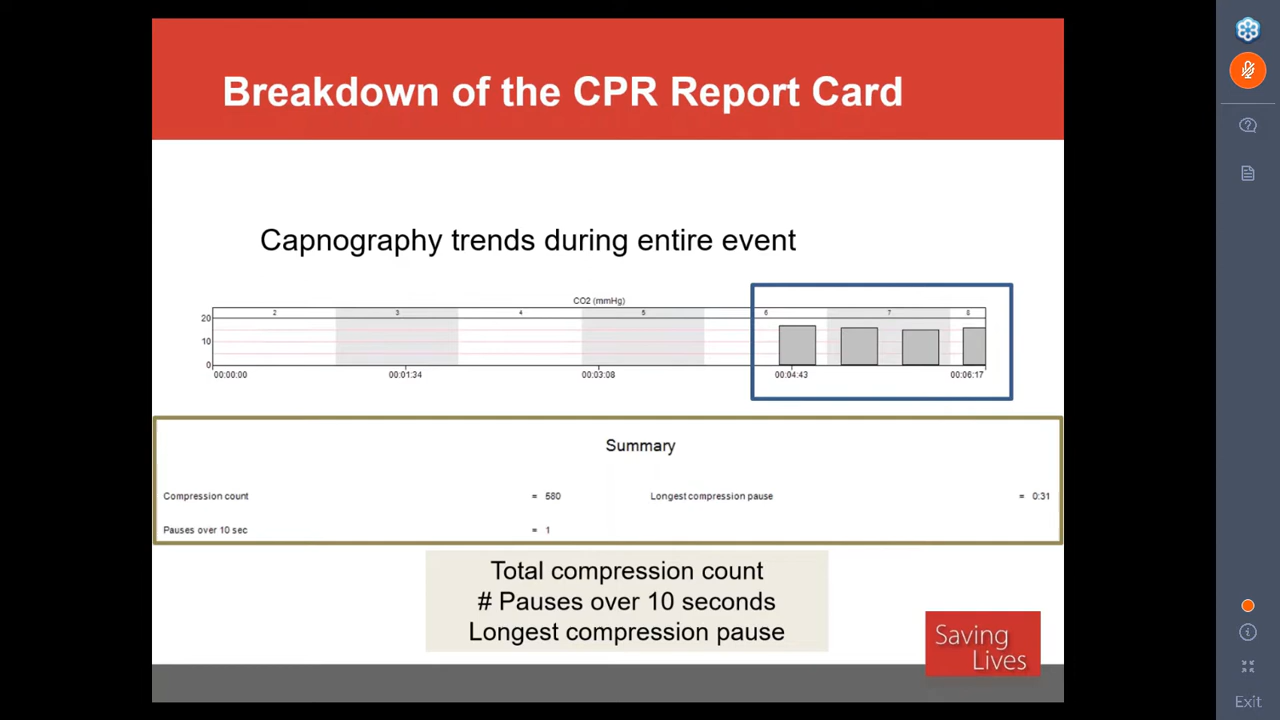 Breakdown of the CPR Report Card
Capnography trends during entire event
CO2 (mmHg)
2 3 4 5 6 7 8
20
10
0
00:00:00 00:01:34 00:03:08 00:04:43 00:06:17
Summary
Compression count = 580 Longest compression pause = 0:31
Pauses over 10 sec = 1
Total compression count
# Pauses over 10 seconds
Longest compression pause
Saving
Lives
Exit